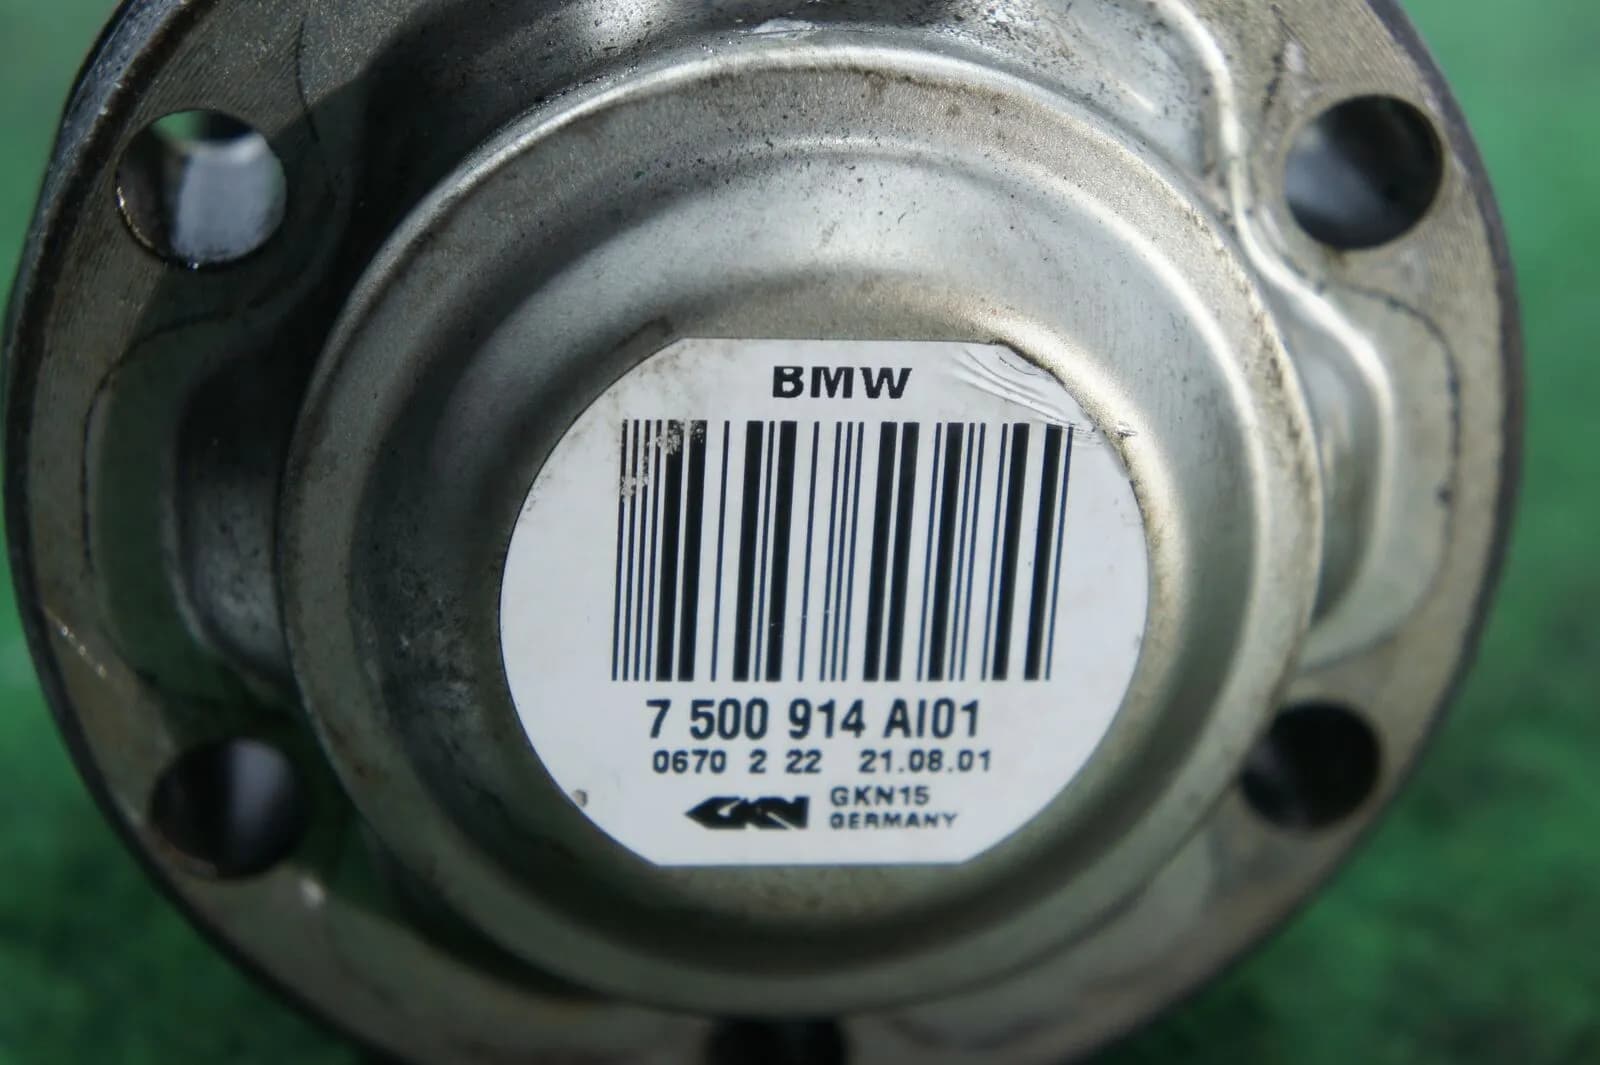 BMW
7 500 914 AI01
0670 2 22 21.08.01
GKN GKN15
GERMANY